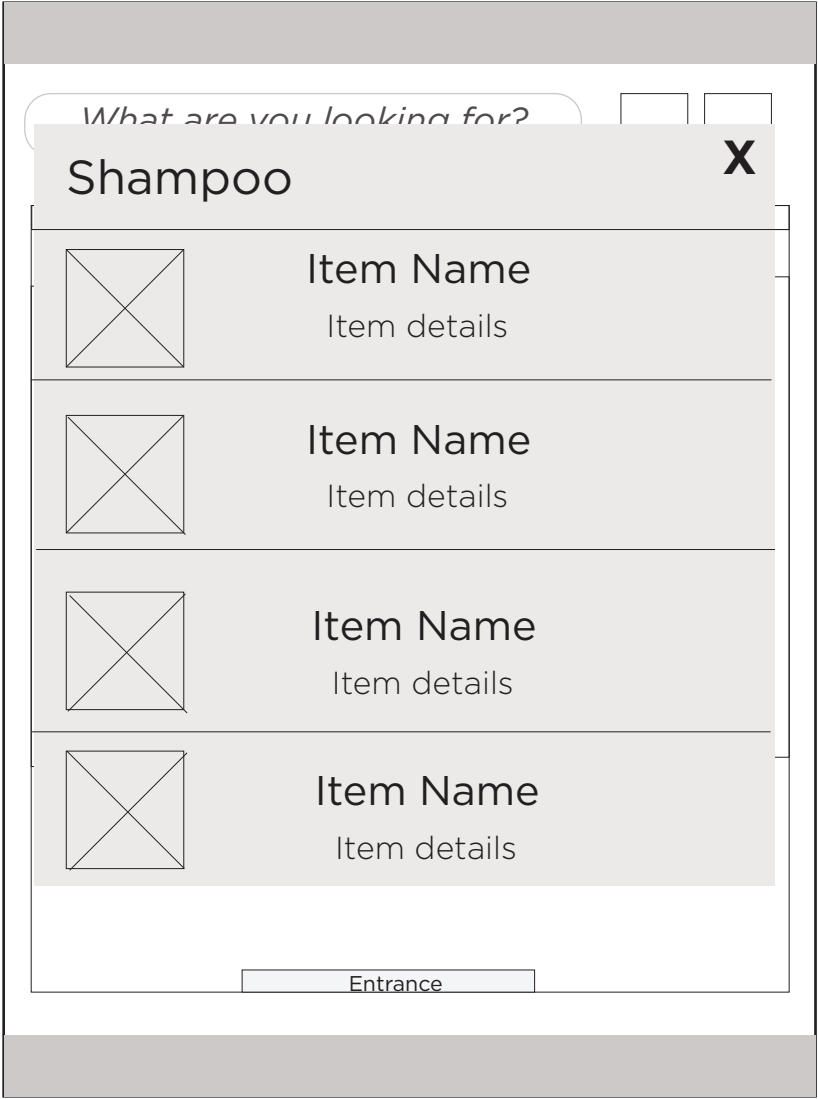 What are you looking for?
X
Shampoo
Item Name
Item details
Item Name
Item details
Item Name
Item details
Item Name
Item details
Entrance